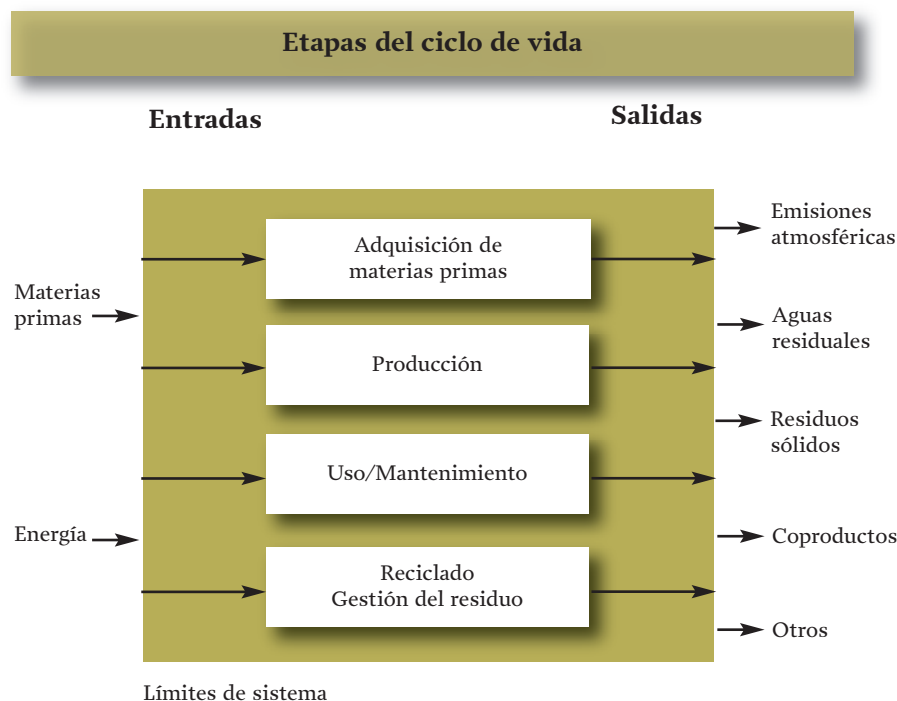 Etapas del ciclo de vida
Entradas
Salidas
Materias
primas
Energía
Adquisición de
materias primas
Producción
Uso/Mantenimiento
Reciclado
Gestión del residuo
Emisiones
atmosféricas
Aguas
residuales
Residuos
sólidos
Coproductos
Otros
Límites de sistema